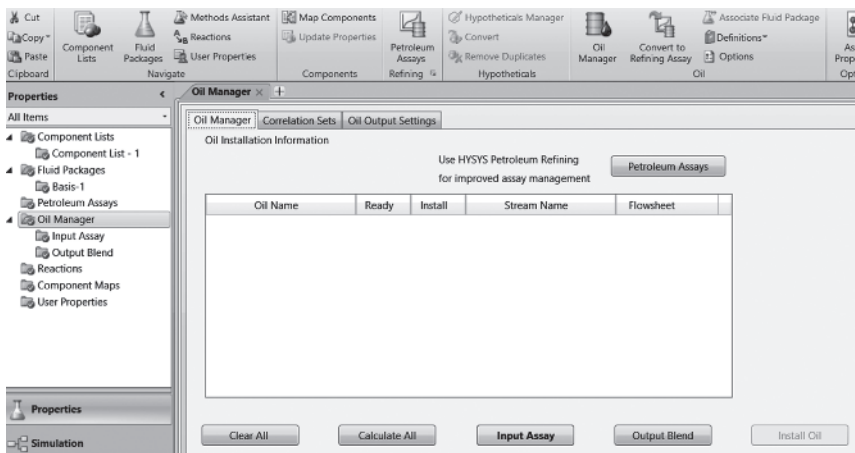 Cut
Copy
Paste
Clipboard
Component Lists
Fluid Packages
Methods Assistant
Reactions
User Properties
Navigate
Map Components
Update Properties
Components
Petroleum Assays
Refining
Hypotheticals Manager
Convert
Remove Duplicates
Hypotheticals
Oil Manager
Convert to Refining Assay
Associate Fluid Package
Definitions
Options
Oil
Properties
All Items
Component Lists
Component List - 1
Fluid Packages
Basis-1
Petroleum Assays
Oil Manager
Input Assay
Output Blend
Reactions
Component Maps
User Properties
Properties
Simulation
Oil Manager × +
Oil Manager Correlation Sets Oil Output Settings
Oil Installation Information
Use HYSYS Petroleum Refining
for improved assay management
Petroleum Assays
Oil Name Ready Install Stream Name Flowsheet
Clear All Calculate All Input Assay Output Blend Install Oil